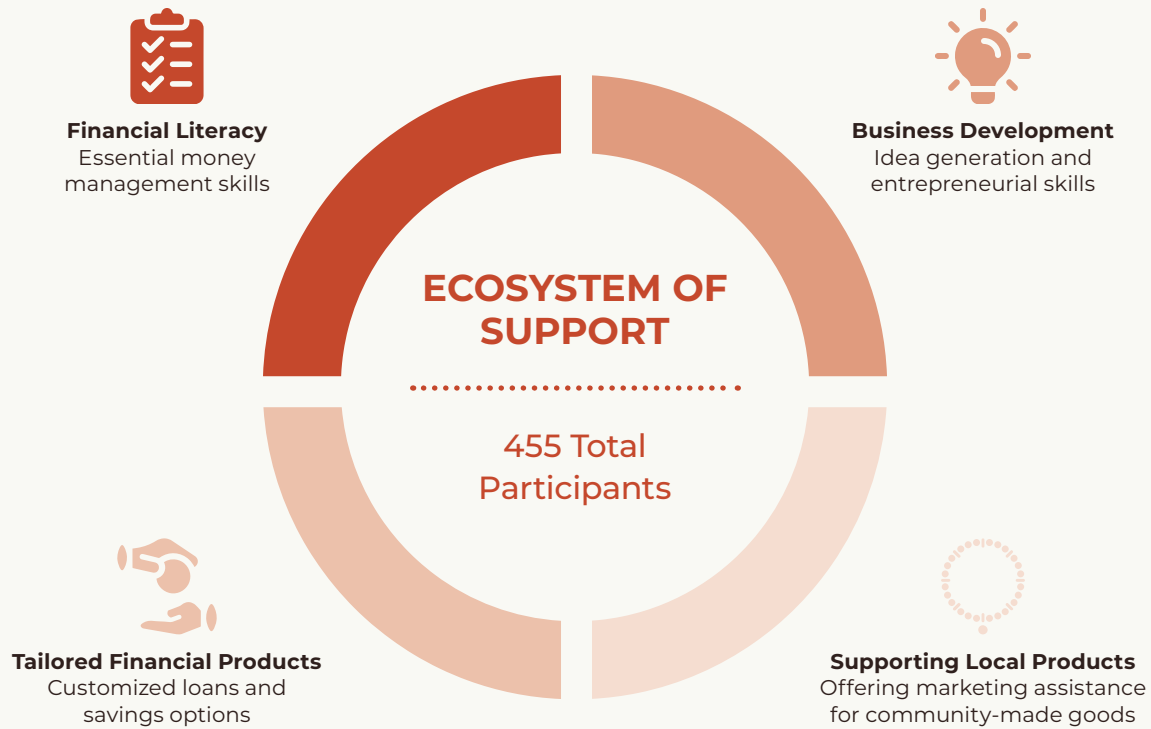 Financial Literacy
Essential money
management skills
Business Development
Idea generation and
entrepreneurial skills
ECOSYSTEM OF
SUPPORT
455 Total
Participants
Tailored Financial Products
Customized loans and
savings options
Supporting Local Products
Offering marketing assistance
for community-made goods